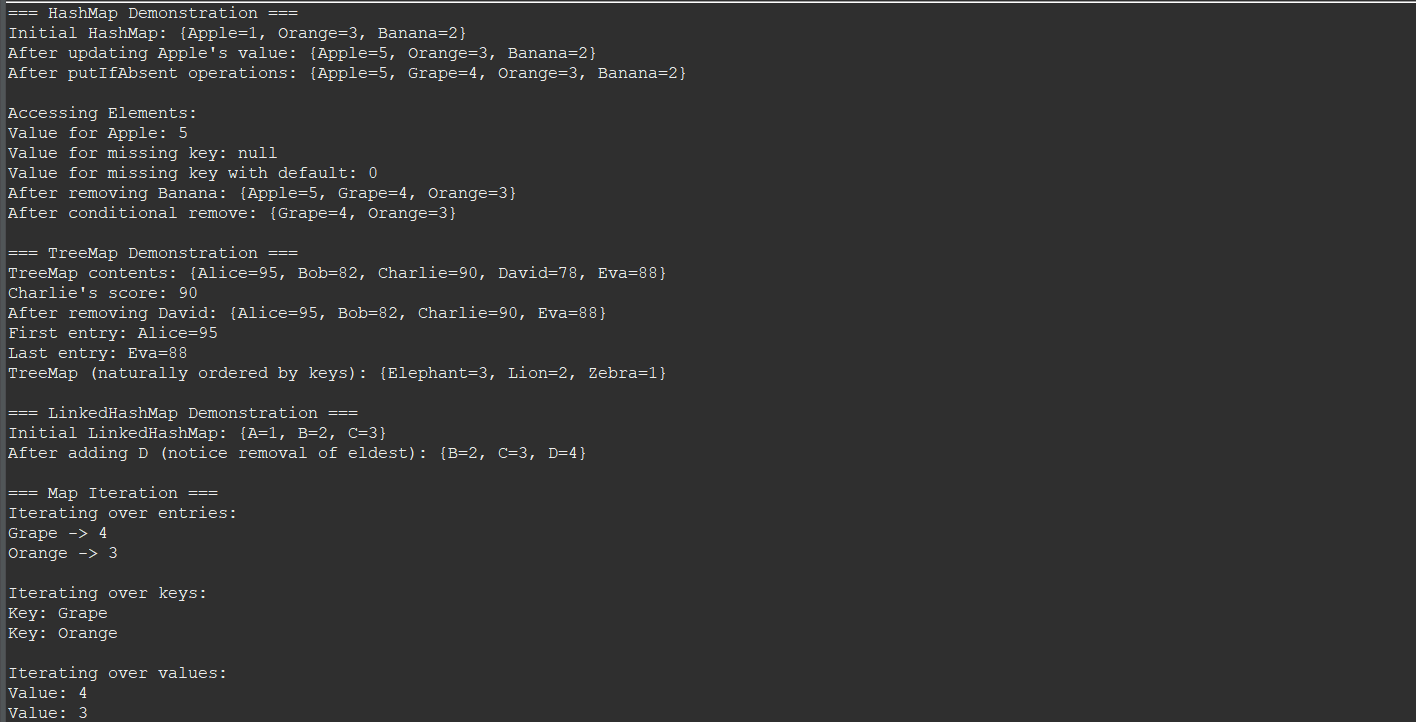 === HashMap Demonstration ===
Initial HashMap: {Apple=1, Orange=3, Banana=2}
After updating Apple's value: {Apple=5, Orange=3, Banana=2}
After putIfAbsent operations: {Apple=5, Grape=4, Orange=3, Banana=2}
Accessing Elements:
Value for Apple: 5
Value for missing key: null
Value for missing key with default: 0
After removing Banana: {Apple=5, Grape=4, Orange=3}
After conditional remove: {Grape=4, Orange=3}
=== TreeMap Demonstration ===
TreeMap contents: {Alice=95, Bob=82, Charlie=90, David=78, Eva=88}
Charlie's score: 90
After removing David: {Alice=95, Bob=82, Charlie=90, Eva=88}
First entry: Alice=95
Last entry: Eva=88
TreeMap (naturally ordered by keys): {Elephant=3, Lion=2, Zebra=1}
=== LinkedHashMap Demonstration ===
Initial LinkedHashMap: {A=1, B=2, C=3}
After adding D (notice removal of eldest): {B=2, C=3, D=4}
=== Map Iteration ===
Iterating over entries:
Grape -> 4
Orange -> 3
Iterating over keys:
Key: Grape
Key: Orange
Iterating over values:
Value: 4
Value: 3